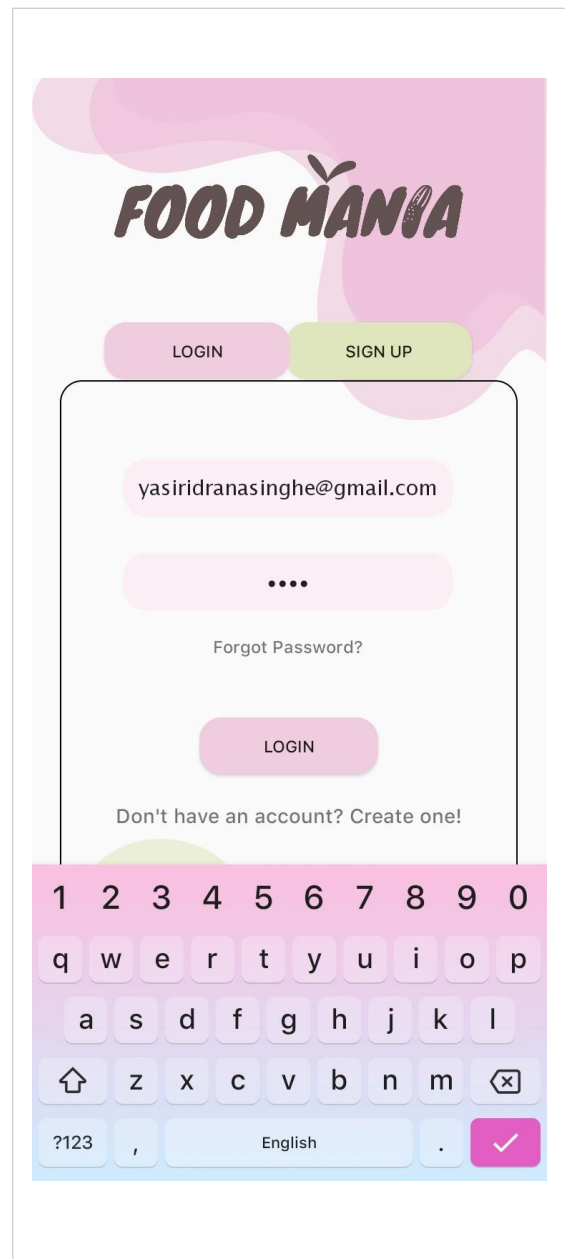 FOOD MANIA
LOGIN SIGN UP
yasiridranasinghe@gmail.com
••••
Forgot Password?
LOGIN
Don't have an account? Create one!
1 2 3 4 5 6 7 8 9 0
q w e r t y u i o p
a s d f g h j k l
z x c v b n m
?123 , English .